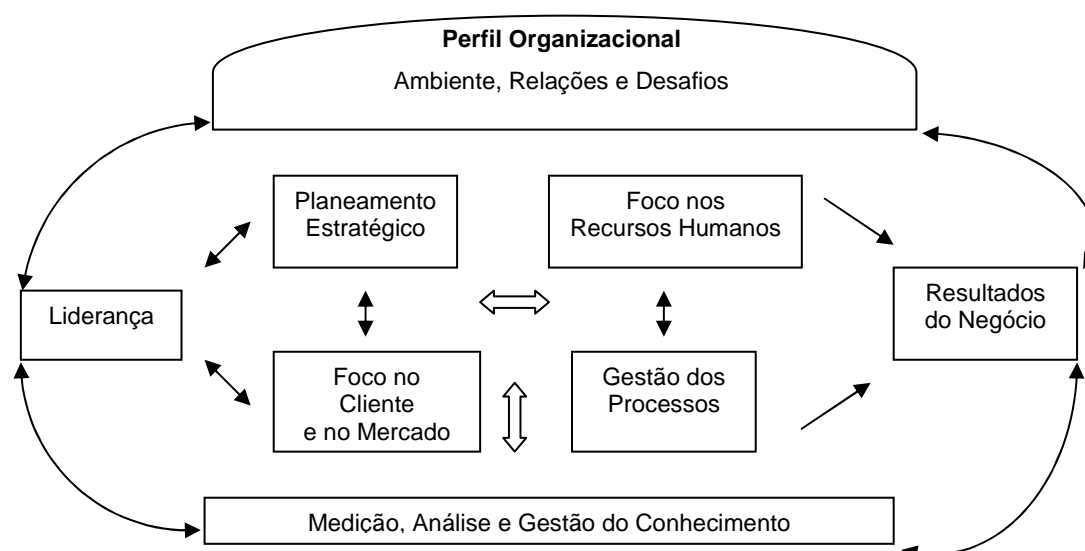 Perfil Organizacional
Ambiente, Relações e Desafios
Planeamento
Estratégico
Foco nos
Recursos Humanos
Liderança
Resultados
do Negócio
Foco no
Cliente
e no Mercado
Gestão dos
Processos
Medição, Análise e Gestão do Conhecimento